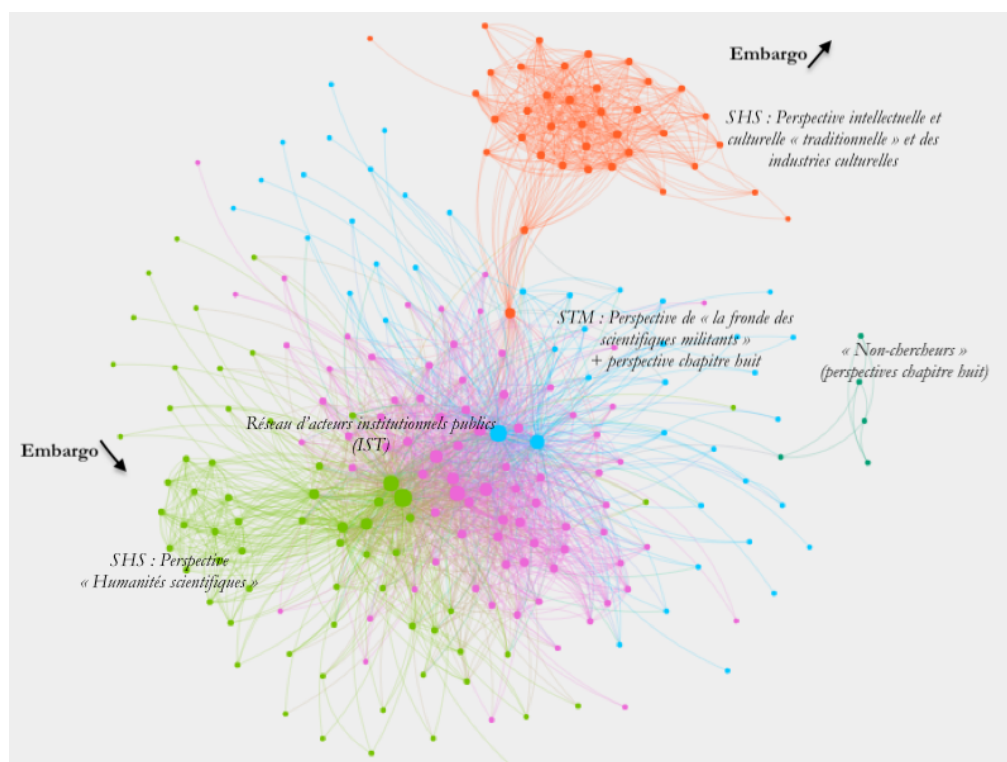 Embargo
SHS : Perspective intellectuelle et
culturelle « traditionnelle » et des
industries culturelles
STM : Perspective de « la fronde des
scientifiques militants »
+ perspective chapitre huit
« Non-chercheurs »
(perspectives chapitre huit)
Réseau d'acteurs institutionnels publics
(IST)
Embargo
SHS : Perspective
« Humanités scientifiques »